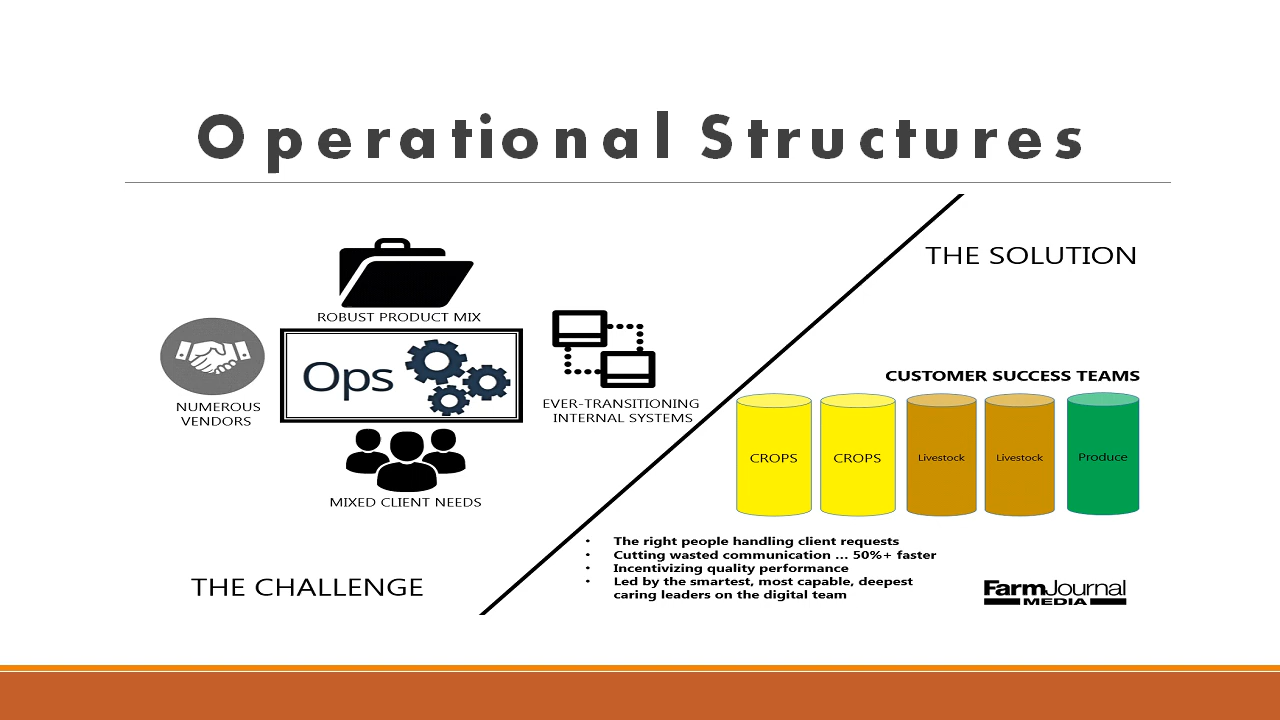 Operational Structures
ROBUST PRODUCT MIX
Ops
NUMEROUS
VENDORS
EVER-TRANSITIONING
INTERNAL SYSTEMS
MIXED CLIENT NEEDS
THE CHALLENGE
THE SOLUTION
CUSTOMER SUCCESS TEAMS
CROPS
CROPS
Livestock
Livestock
Produce
• The right people handling client requests
• Cutting wasted communication ... 50%+ faster
• Incentivizing quality performance
• Led by the smartest, most capable, deepest
caring leaders on the digital team
FarmJournal
MEDIA